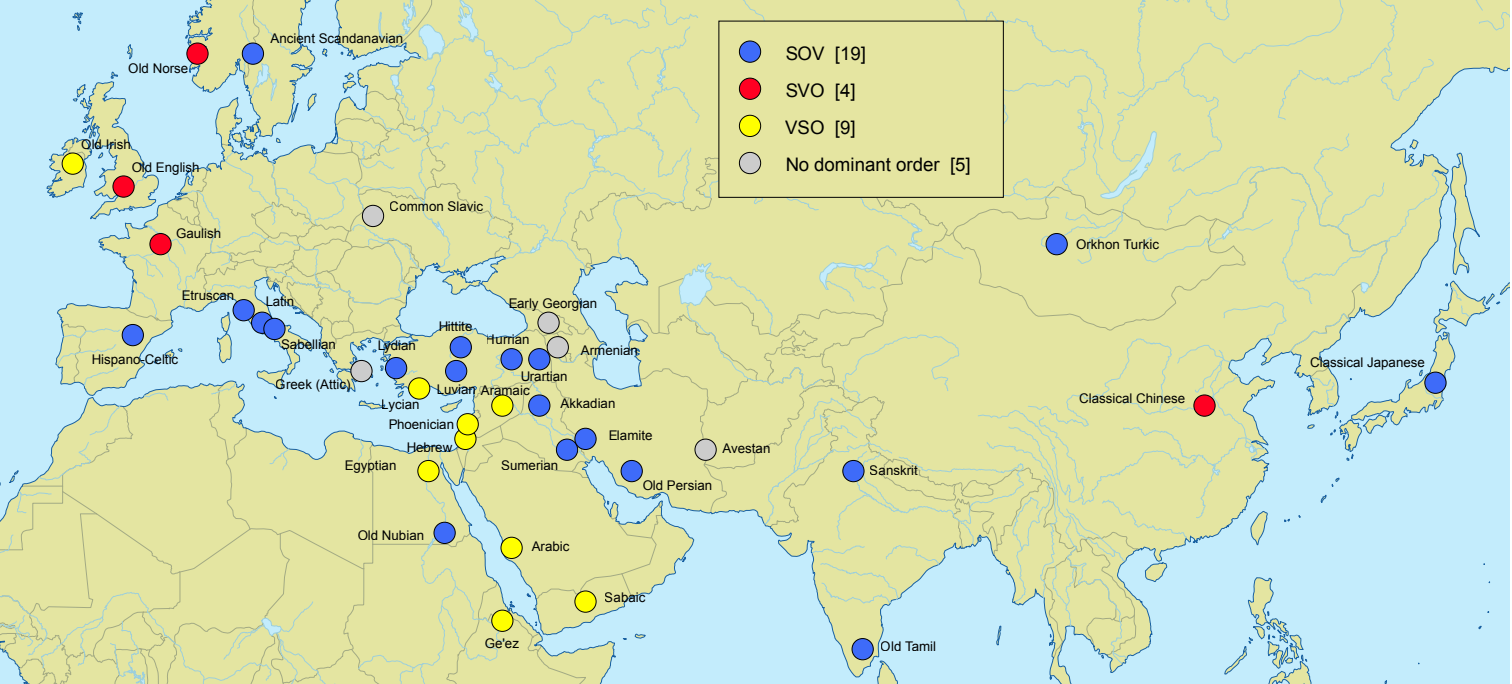 SOV [19]
SVO [4]
VSO [9]
No dominant order [5]
Ancient Scandanavian
Old Norse
Old Irish
Old English
Common Slavic
Gaulish
Orkhon Turkic
Etruscan
Latin
Early Georgian
Hittite
Hurrian
Sabellian
Lydian
Armenian
Hispano-Celtic
Classical Japanese
Urartian
Greek (Attic)
Luvian
Aramaic
Lycian
Akkadian
Classical Chinese
Phoenician
Elamite
Hebrew
Avestan
Egyptian
Sumerian
Sanskrit
Old Persian
Old Nubian
Arabic
Sabaic
Ge'ez
Old Tamil